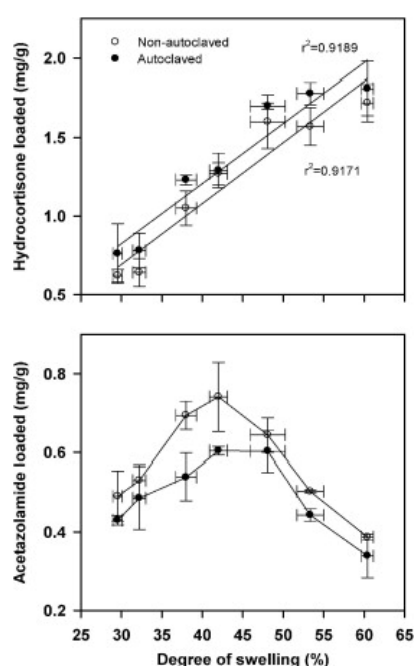 Non-autoclaved
Autoclaved
r²=0.9189
r²=0.9171
Hydrocortisone loaded (mg/g)
2.0
1.5
1.0
0.5
Acetazolamide loaded (mg/g)
0.8
0.6
0.4
0.2
25 30 35 40 45 50 55 60 65
Degree of swelling (%)